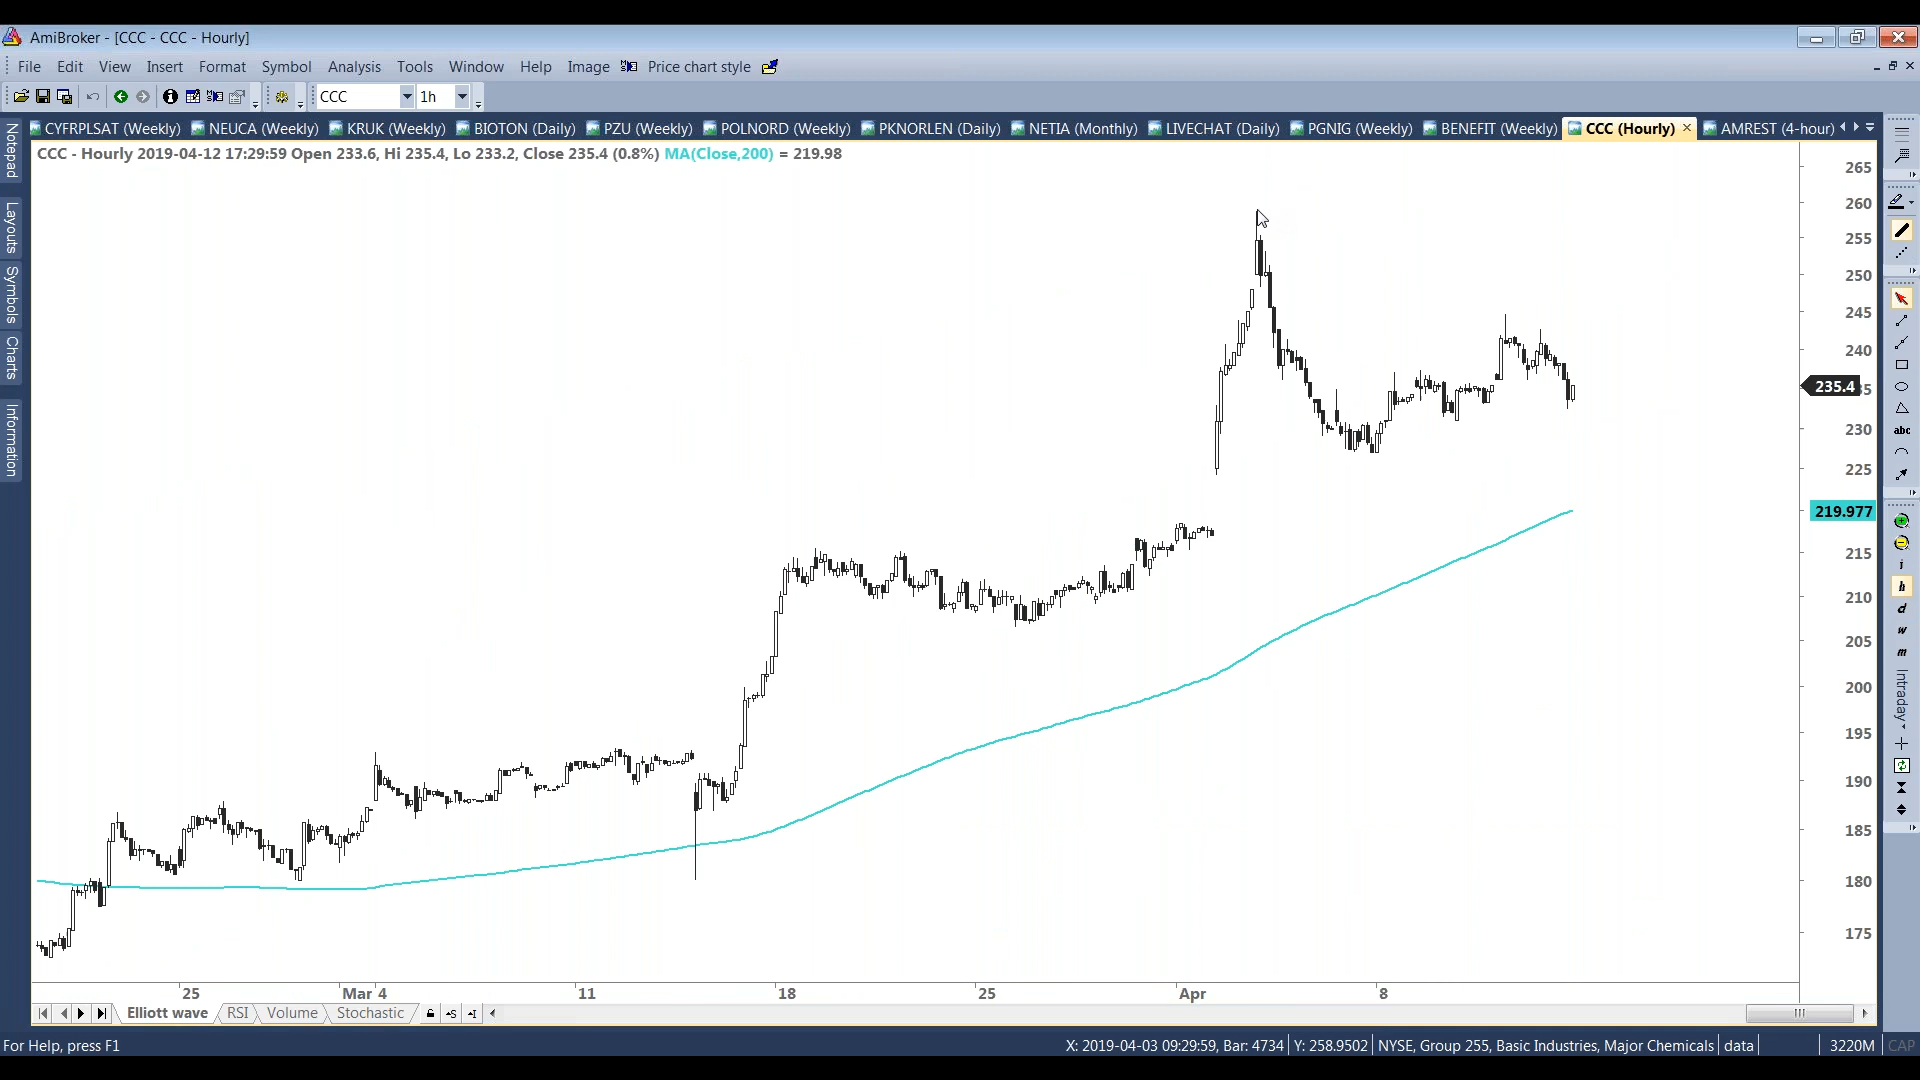 AmiBroker - [CCC - CCC - Hourly]
File Edit View Insert Format Symbol Analysis Tools Window Help Image Price chart style
CCC 1h
CYFRPLSAT (Weekly) NEUCA (Weekly) KRUK (Weekly) BIOTON (Daily) PZU (Weekly) POLNORD (Weekly) PKNORLEN (Daily) NETIA (Monthly) LIVECHAT (Daily) PGNIG (Weekly) BENEFIT (Weekly) CCC (Hourly) AMREST (4-hour)
CCC - Hourly 2019-04-12 17:29:59 Open 233.6, Hi 235.4, Lo 233.2, Close 235.4 (0.8%) MA(Close,200) = 219.98
Notepad
Layouts
Symbols
Charts
Information
265
260
255
250
245
240
235.4
230
225
219.977
215
210
205
200
195
190
185
180
175
abc
i
h
d
w
m
Intraday
25 Mar 4 11 18 25 Apr 8
Elliott wave RSI Volume Stochastic
For Help, press F1
X: 2019-04-03 09:29:59, Bar: 4734 Y: 258.9502 NYSE, Group 255, Basic Industries, Major Chemicals data 3220M CAP